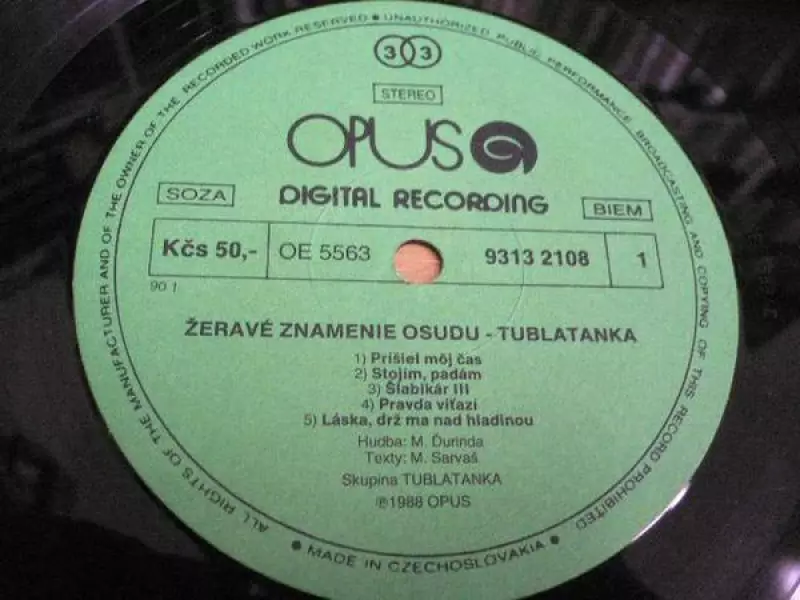 ALL RIGHTS OF THE MANUFACTURER AND OF THE OWNER OF THE RECORDED WORK RESERVED • UNAUTHORIZED PUBLIC PERFORMANCE BROADCASTING AND COPYING OF THIS RECORD PROHIBITED
33
STEREO
OPUS
SOZA
DIGITAL RECORDING
BIEM
Kčs 50,- OE 5563 9313 2108 1
90 1
ŽERAVÉ ZNAMENIE OSUDU - TUBLATANKA
1) Prišiel môj čas
2) Stojím, padám
3) Šlabikár III
4) Pravda víťazí
5) Láska, drž ma nad hladinou
Hudba: M. Ďurinda
Texty: M. Sarvaš
Skupina TUBLATANKA
℗1988 OPUS
• MADE IN CZECHOSLOVAKIA •